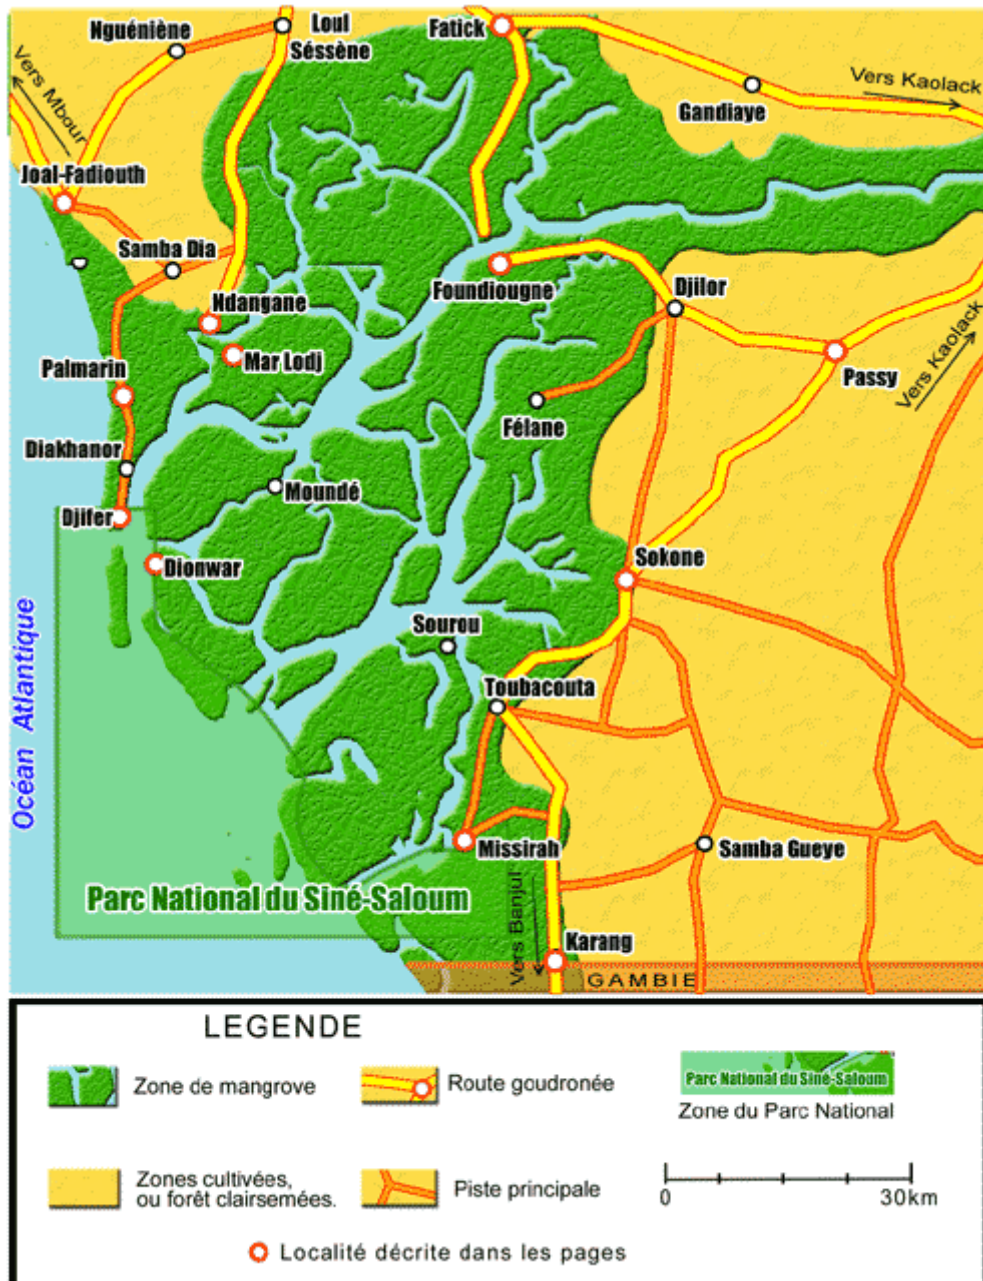 Nguéniène
Loul
Séssène
Fatick
Vers Mbour
Vers Kaolack
Gandiaye
Joal-Fadiouth
Samba Dia
Ndangane
Foundiougne
Djilor
Mar Lodj
Palmarin
Passy
Vers Kaolack
Félane
Diakhanor
Moundé
Djifer
Dionwar
Sokone
Sourou
Toubacouta
Océan Atlantique
Missirah
Samba Gueye
Parc National du Siné-Saloum
Vers Banjul
Karang
GAMBIE
LEGENDE
Zone de mangrove
Route goudronée
Parc National du Siné-Saloum
Zone du Parc National
Zones cultivées,
ou forêt clairsemées.
Piste principale
0 30km
Localité décrite dans les pages